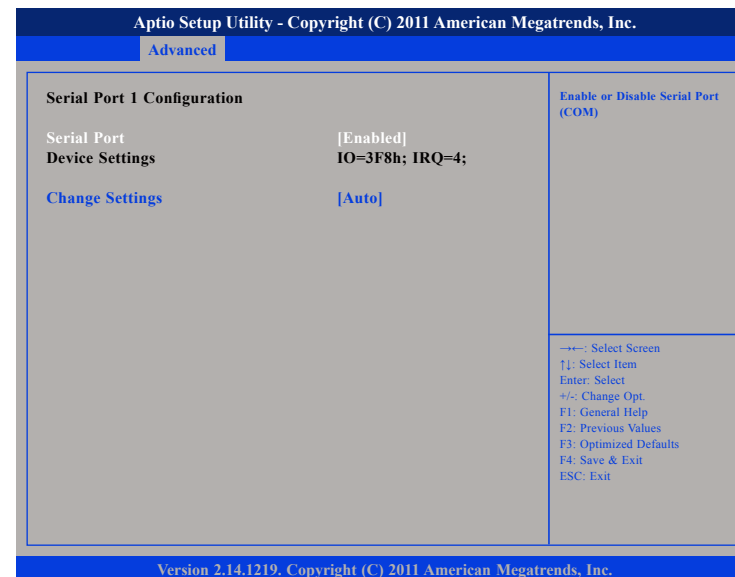 Aptio Setup Utility - Copyright (C) 2011 American Megatrends, Inc.
Advanced
Serial Port 1 Configuration
Serial Port [Enabled]
Device Settings IO=3F8h; IRQ=4;
Change Settings [Auto]
Enable or Disable Serial Port
(COM)
→←: Select Screen
↑↓: Select Item
Enter: Select
+/-: Change Opt.
F1: General Help
F2: Previous Values
F3: Optimized Defaults
F4: Save & Exit
ESC: Exit
Version 2.14.1219. Copyright (C) 2011 American Megatrends, Inc.